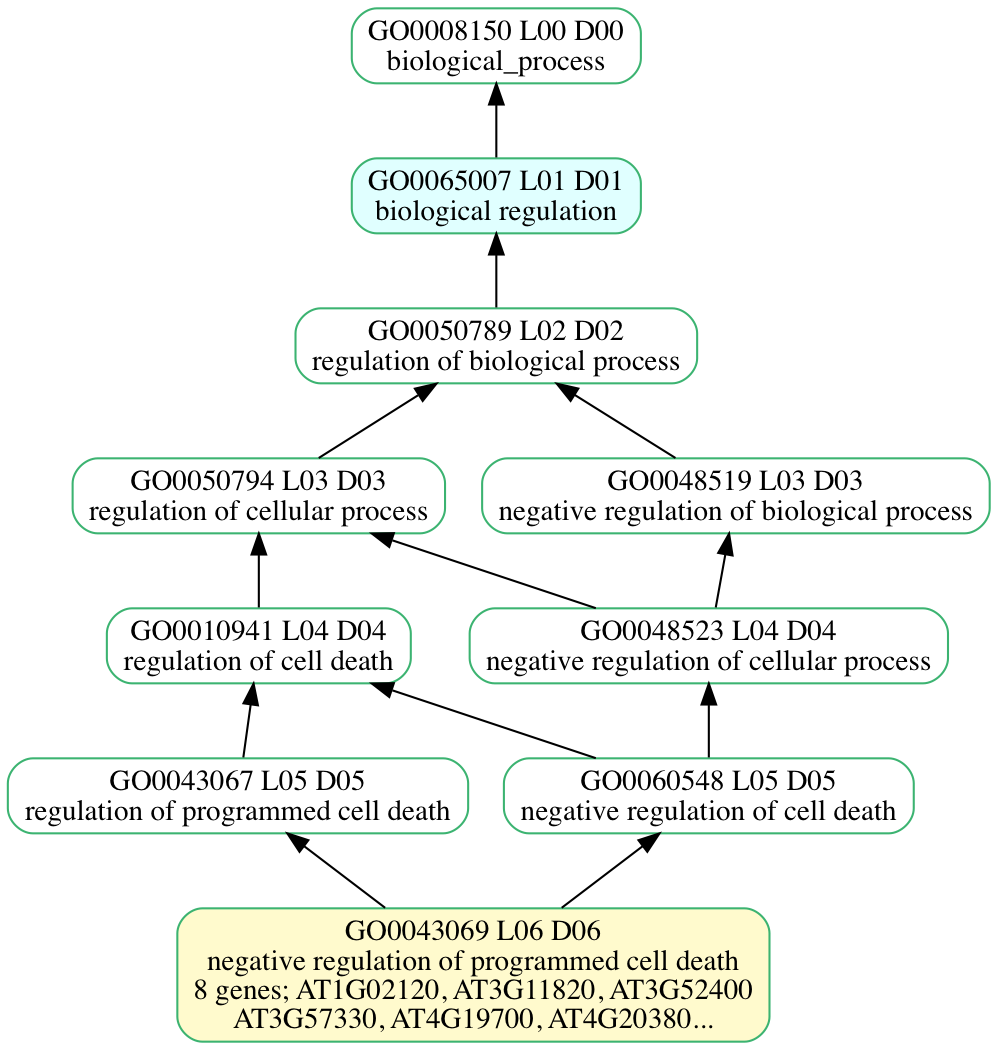 GO0008150 L00 D00
biological_process
GO0065007 L01 D01
biological regulation
GO0050789 L02 D02
regulation of biological process
GO0050794 L03 D03
regulation of cellular process
GO0048519 L03 D03
negative regulation of biological process
GO0010941 L04 D04
regulation of cell death
GO0048523 L04 D04
negative regulation of cellular process
GO0043067 L05 D05
regulation of programmed cell death
GO0060548 L05 D05
negative regulation of cell death
GO0043069 L06 D06
negative regulation of programmed cell death
8 genes; AT1G02120, AT3G11820, AT3G52400
AT3G57330, AT4G19700, AT4G20380...